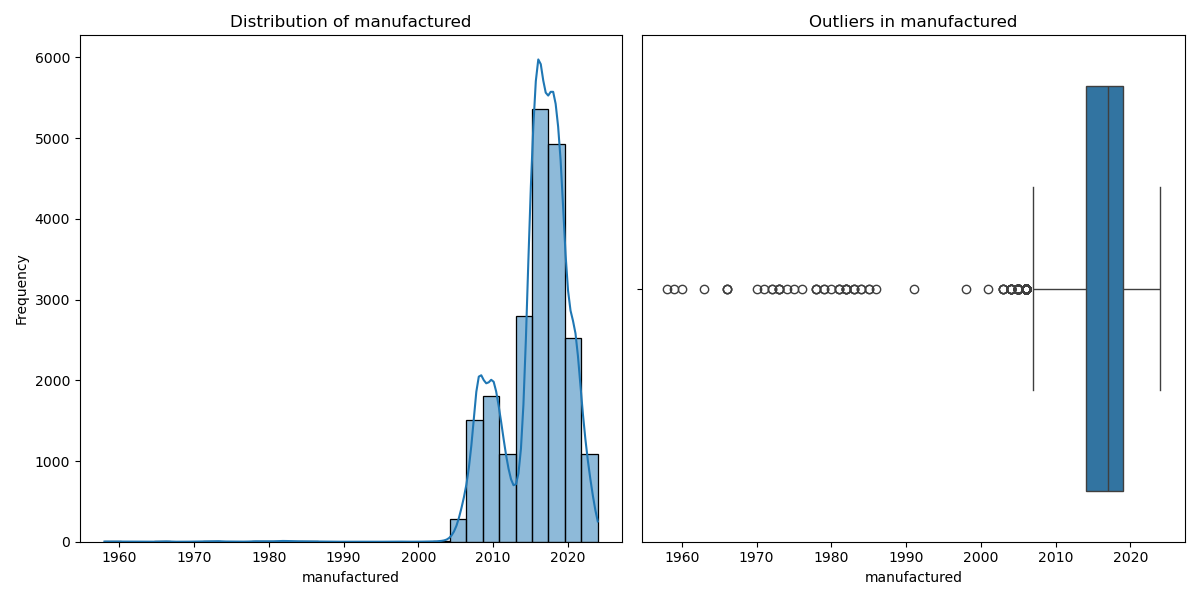 Distribution of manufactured
Frequency
6000
5000
4000
3000
2000
1000
0
1960 1970 1980 1990 2000 2010 2020
manufactured
Outliers in manufactured
1960 1970 1980 1990 2000 2010 2020
manufactured